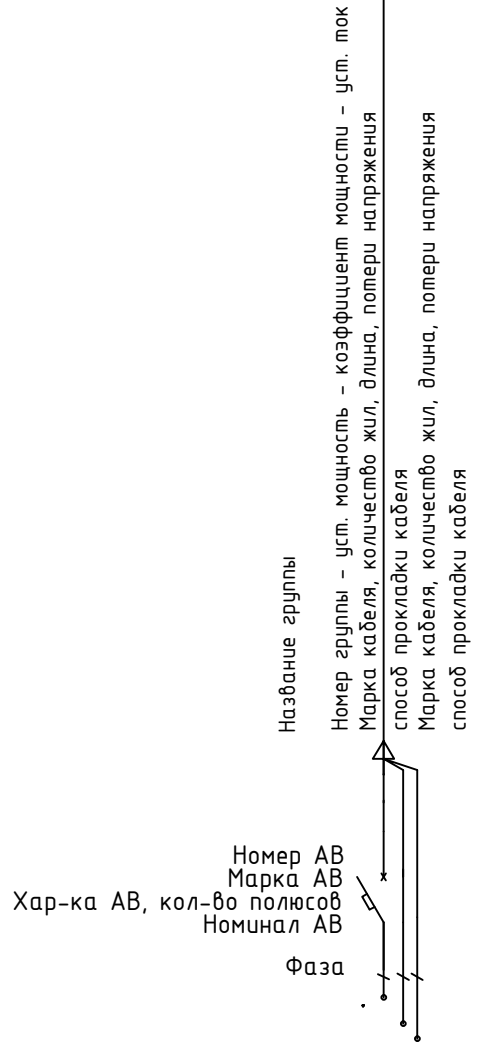 Название группы
Номер группы - уст. мощность - коэффициент мощности - уст. ток
Марка кабеля, количество жил, длина, потери напряжения
способ прокладки кабеля
Марка кабеля, количество жил, длина, потери напряжения
способ прокладки кабеля
Номер АВ
Марка АВ
Хар-ка АВ, кол-во полюсов
Номинал АВ
Фаза